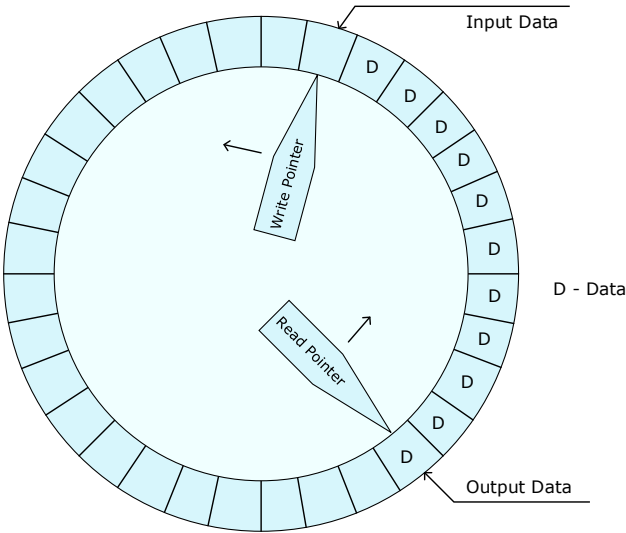 Input Data
D
D
D
D
D
D
D
D
D
D
D
Write Pointer
D - Data
Read Pointer
Output Data